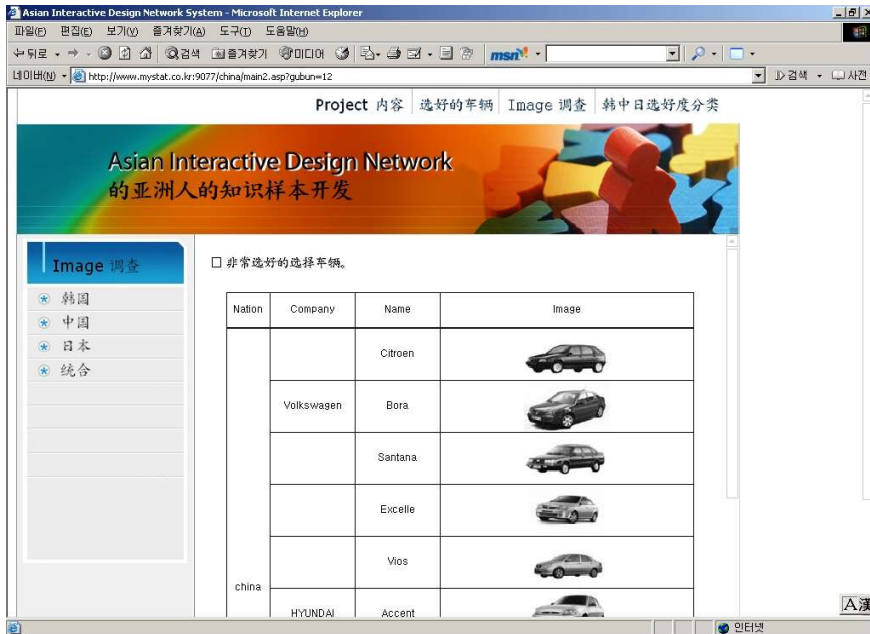 Asian Interactive Design Network System - Microsoft Internet Explorer
파일(F) 편집(E) 보기(V) 즐겨찾기(A) 도구(T) 도움말(H)
뒤로 검색 즐겨찾기 미디어 msn
네이버(N) http://www.mystat.co.kr:9077/china/main2.asp?gubun=12 검색 사전
Project 内容 选好的车辆 Image 调查 韩中日选好度分类
Asian Interactive Design Network
的亚洲人的知识样本开发
Image 调查
韩国
中国
日本
统合
非常选好的选择车辆。
Nation Company Name Image
Citroen
Volkswagen Bora
Santana
Excelle
Vios
china
HYUNDAI Accent
A漢
인터넷